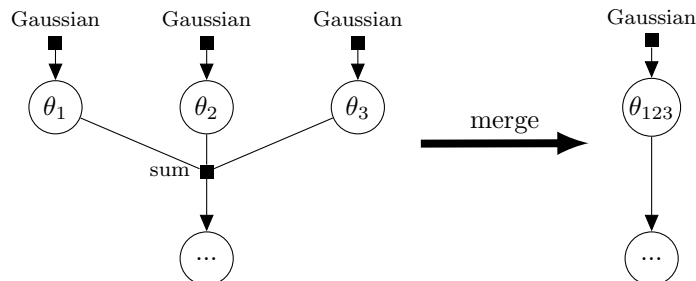 Gaussian Gaussian Gaussian Gaussian
θ₁ θ₂ θ₃ θ₁₂₃
merge
sum
... ...